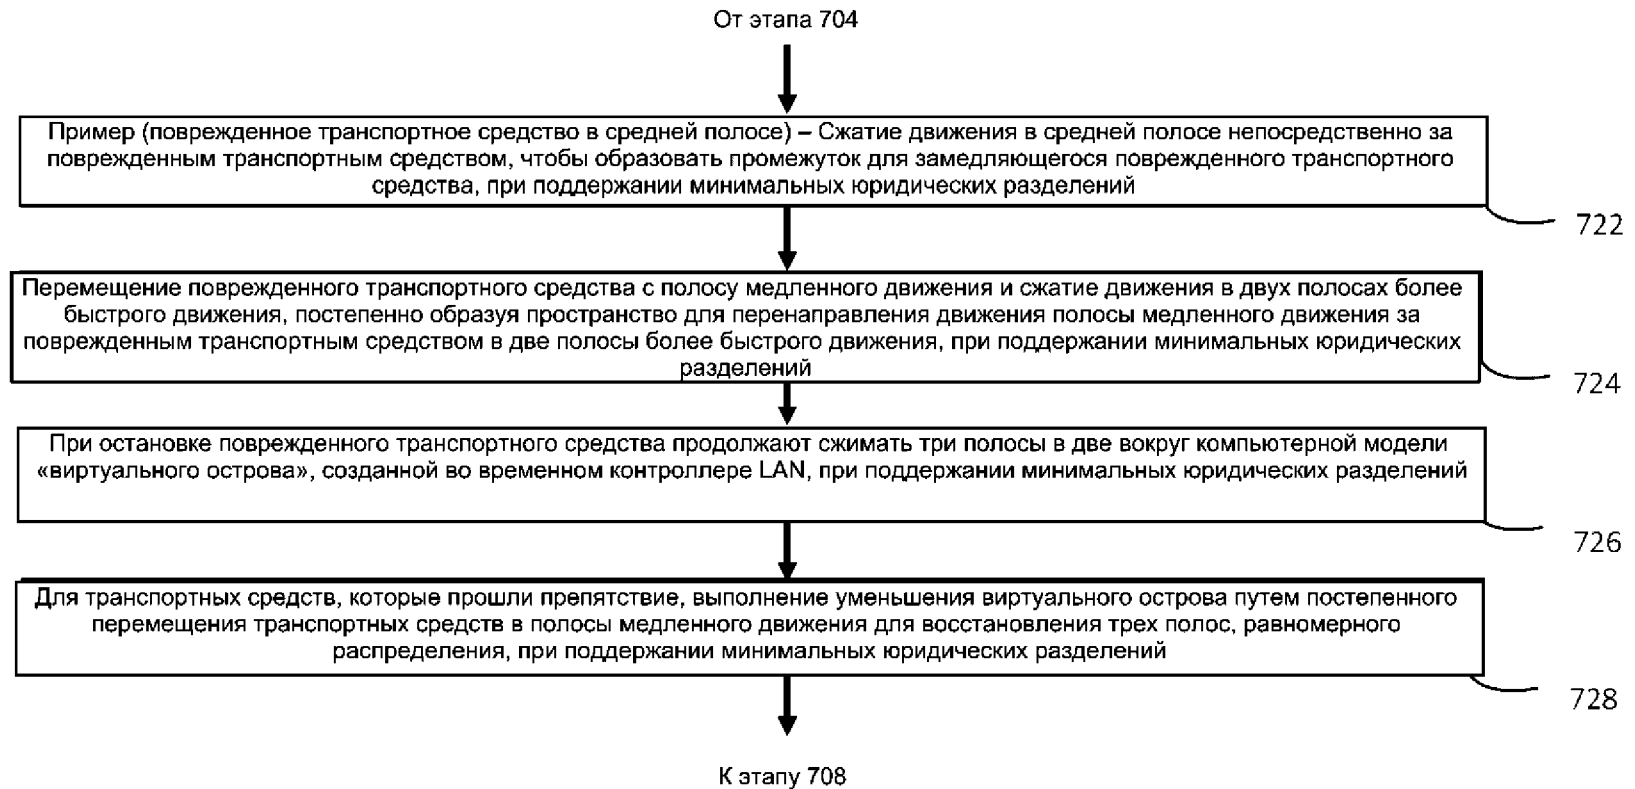 От этапа 704
Пример (поврежденное транспортное средство в средней полосе) – Сжатие движения в средней полосе непосредственно за
поврежденным транспортным средством, чтобы образовать промежуток для замедляющегося поврежденного транспортного
средства, при поддержании минимальных юридических разделений
722
Перемещение поврежденного транспортного средства с полосу медленного движения и сжатие движения в двух полосах более
быстрого движения, постепенно образуя пространство для перенаправления движения полосы медленного движения за
поврежденным транспортным средством в две полосы более быстрого движения, при поддержании минимальных юридических
разделений
724
При остановке поврежденного транспортного средства продолжают сжимать три полосы в две вокруг компьютерной модели
«виртуального острова», созданной во временном контроллере LAN, при поддержании минимальных юридических разделений
726
Для транспортных средств, которые прошли препятствие, выполнение уменьшения виртуального острова путем постепенного
перемещения транспортных средств в полосы медленного движения для восстановления трех полос, равномерного
распределения, при поддержании минимальных юридических разделений
728
К этапу 708